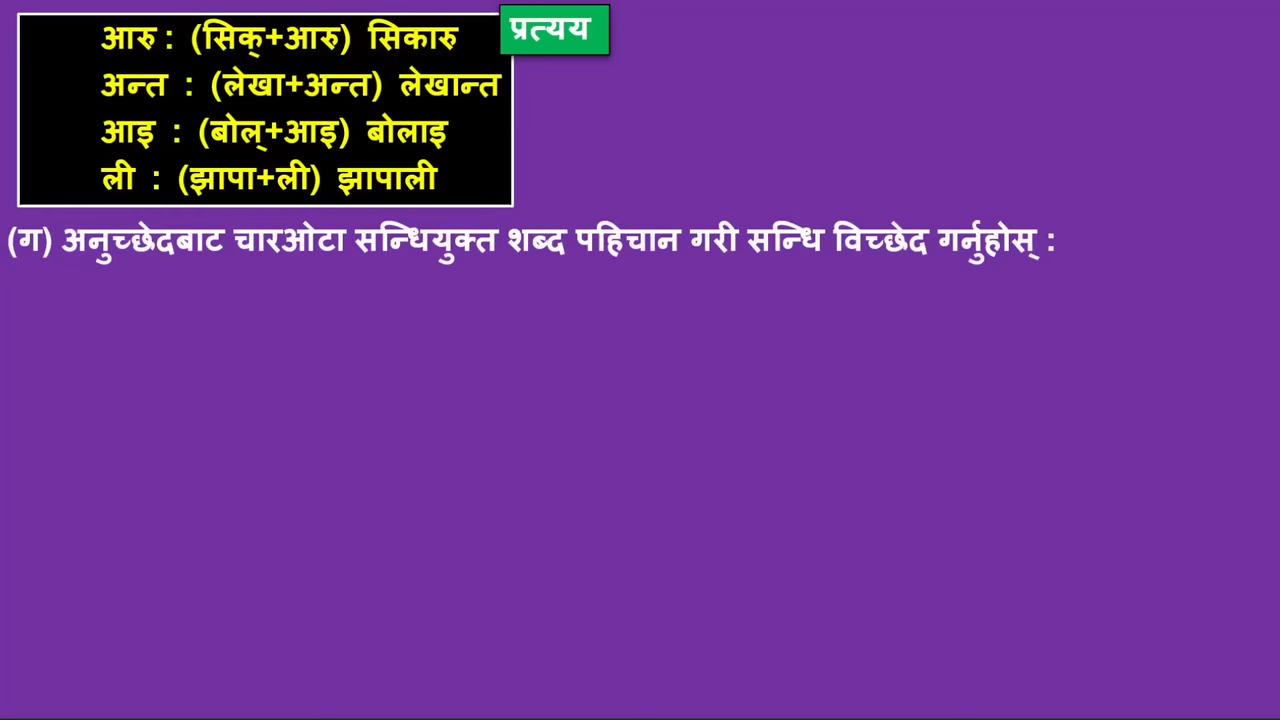 प्रत्यय
आरु : (सिक्+आरु) सिकारु
अन्त : (लेखा+अन्त) लेखान्त
आइ : (बोल्+आइ) बोलाइ
ली : (झापा+ली) झापाली
(ग) अनुच्छेदबाट चारओटा सन्धियुक्त शब्द पहिचान गरी सन्धि विच्छेद गर्नुहोस् :